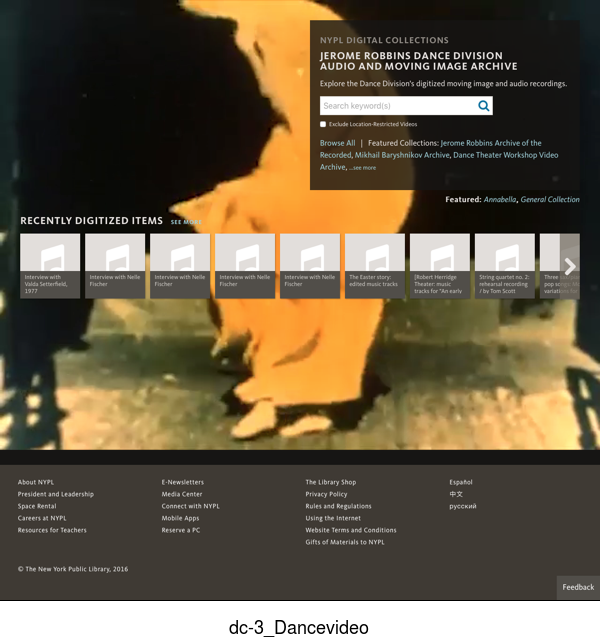 NYPL DIGITAL COLLECTIONS
JEROME ROBBINS DANCE DIVISION
AUDIO AND MOVING IMAGE ARCHIVE
Explore the Dance Division's digitized moving image and audio recordings.
Search keyword(s)
Exclude Location-Restricted Videos
Browse All | Featured Collections: Jerome Robbins Archive of the
Recorded, Mikhail Baryshnikov Archive, Dance Theater Workshop Video
Archive, ...see more
Featured: Annabella, General Collection
RECENTLY DIGITIZED ITEMS SEE MORE
Interview with
Valda Setterfield,
1977
Interview with Nelle
Fischer
Interview with Nelle
Fischer
Interview with Nelle
Fischer
Interview with Nelle
Fischer
The Easter story:
edited music tracks
[Robert Herridge
Theater: music
tracks for "An early
String quartet no. 2:
rehearsal recording
/ by Tom Scott
Three
pop songs
variation
About NYPL
President and Leadership
Space Rental
Careers at NYPL
Resources for Teachers
E-Newsletters
Media Center
Connect with NYPL
Mobile Apps
Reserve a PC
The Library Shop
Privacy Policy
Rules and Regulations
Using the Internet
Website Terms and Conditions
Gifts of Materials to NYPL
Español
中文
русский
© The New York Public Library, 2016
Feedback
dc-3_Dancevideo